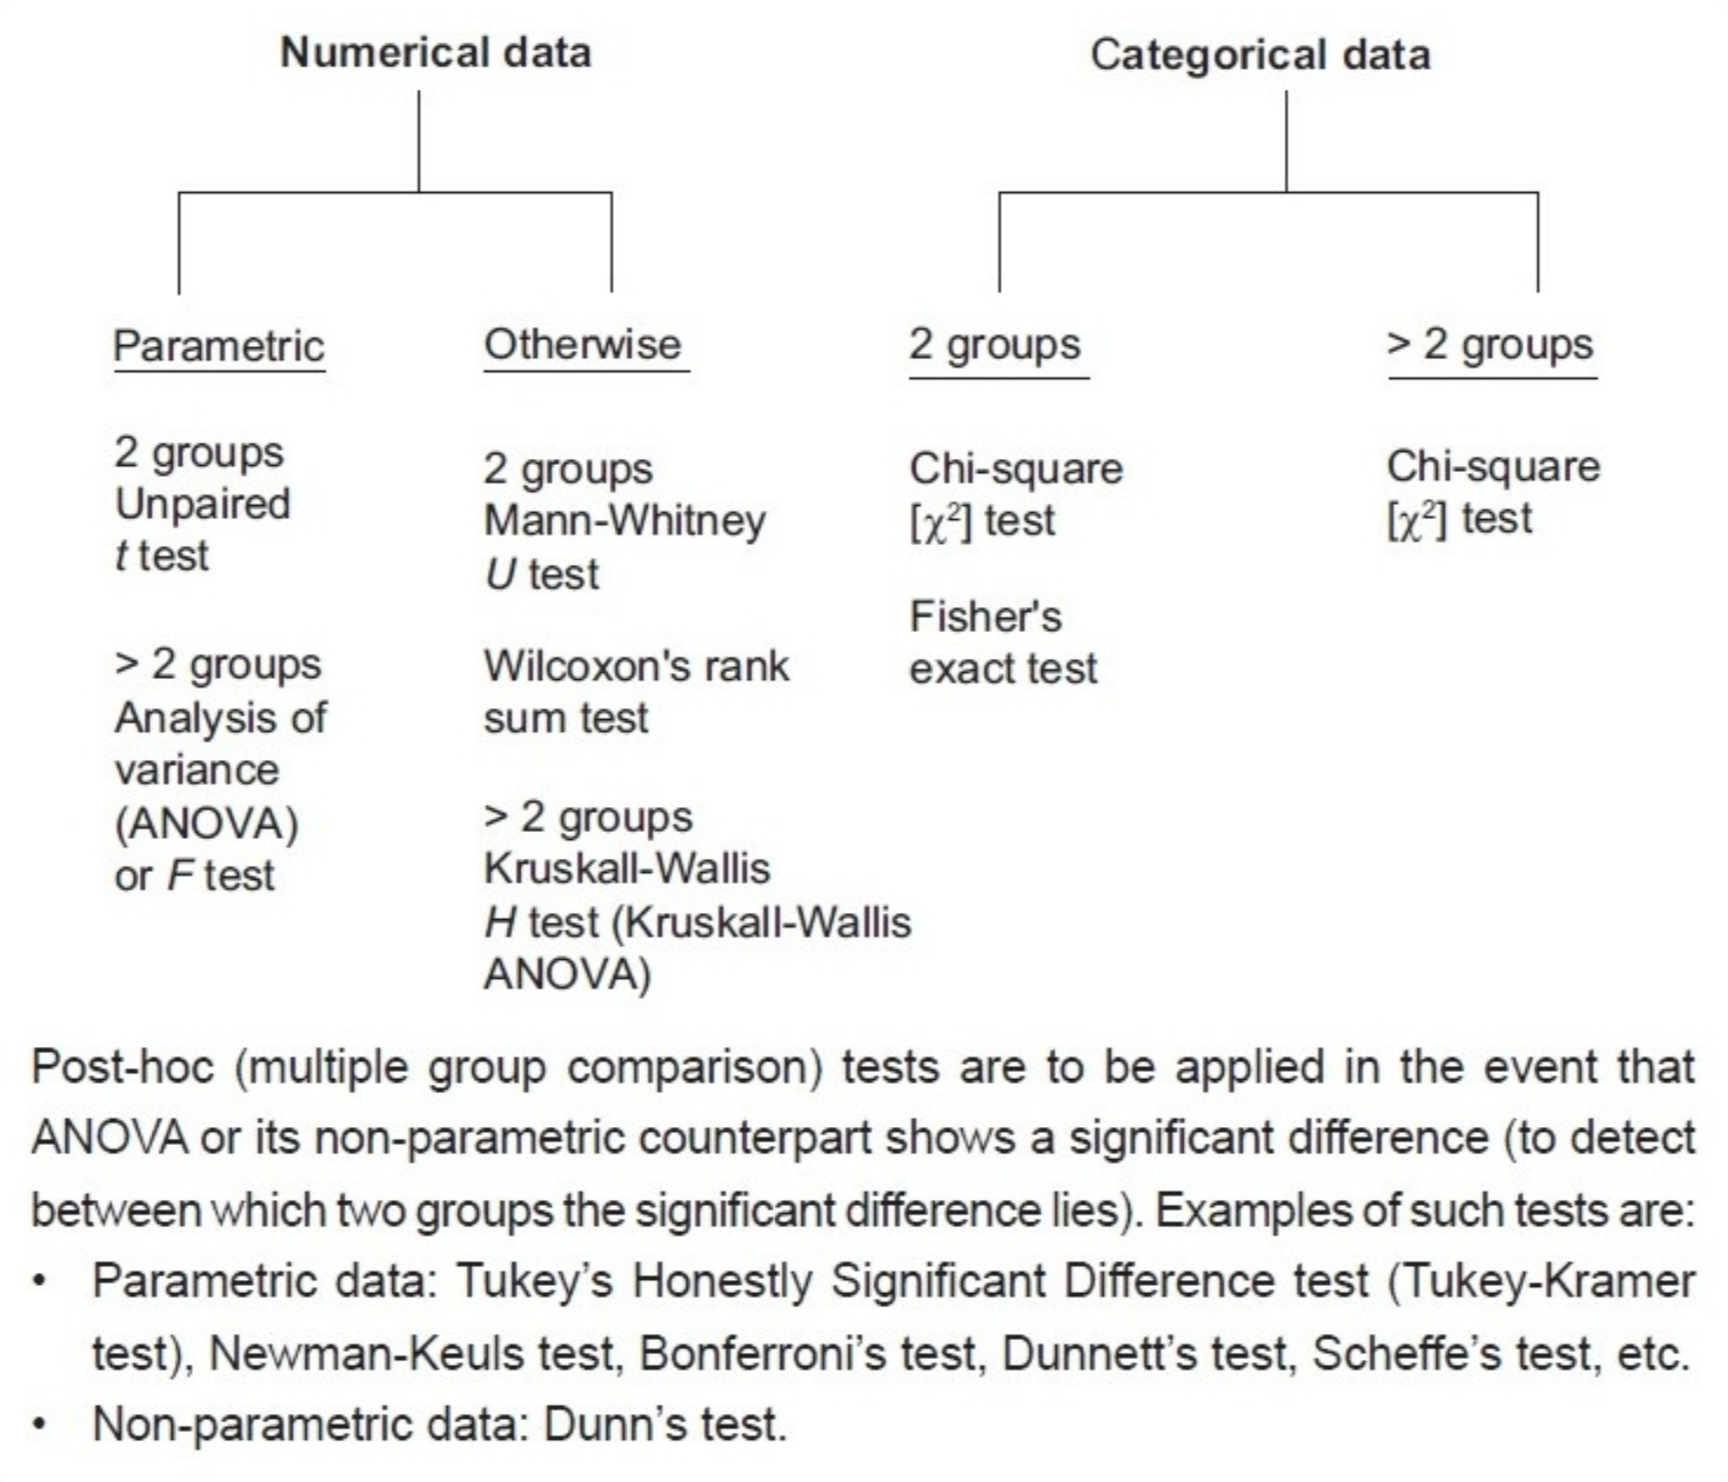 Numerical data
Categorical data
Parametric
Otherwise
2 groups
> 2 groups
2 groups
Unpaired
t test
> 2 groups
Analysis of
variance
(ANOVA)
or F test
2 groups
Mann-Whitney
U test
Wilcoxon's rank
sum test
> 2 groups
Kruskall-Wallis
H test (Kruskall-Wallis
ANOVA)
Chi-square
[χ²] test
Fisher's
exact test
Chi-square
[χ²] test
Post-hoc (multiple group comparison) tests are to be applied in the event that
ANOVA or its non-parametric counterpart shows a significant difference (to detect
between which two groups the significant difference lies). Examples of such tests are:
• Parametric data: Tukey’s Honestly Significant Difference test (Tukey-Kramer
test), Newman-Keuls test, Bonferroni’s test, Dunnett’s test, Scheffe’s test, etc.
• Non-parametric data: Dunn’s test.